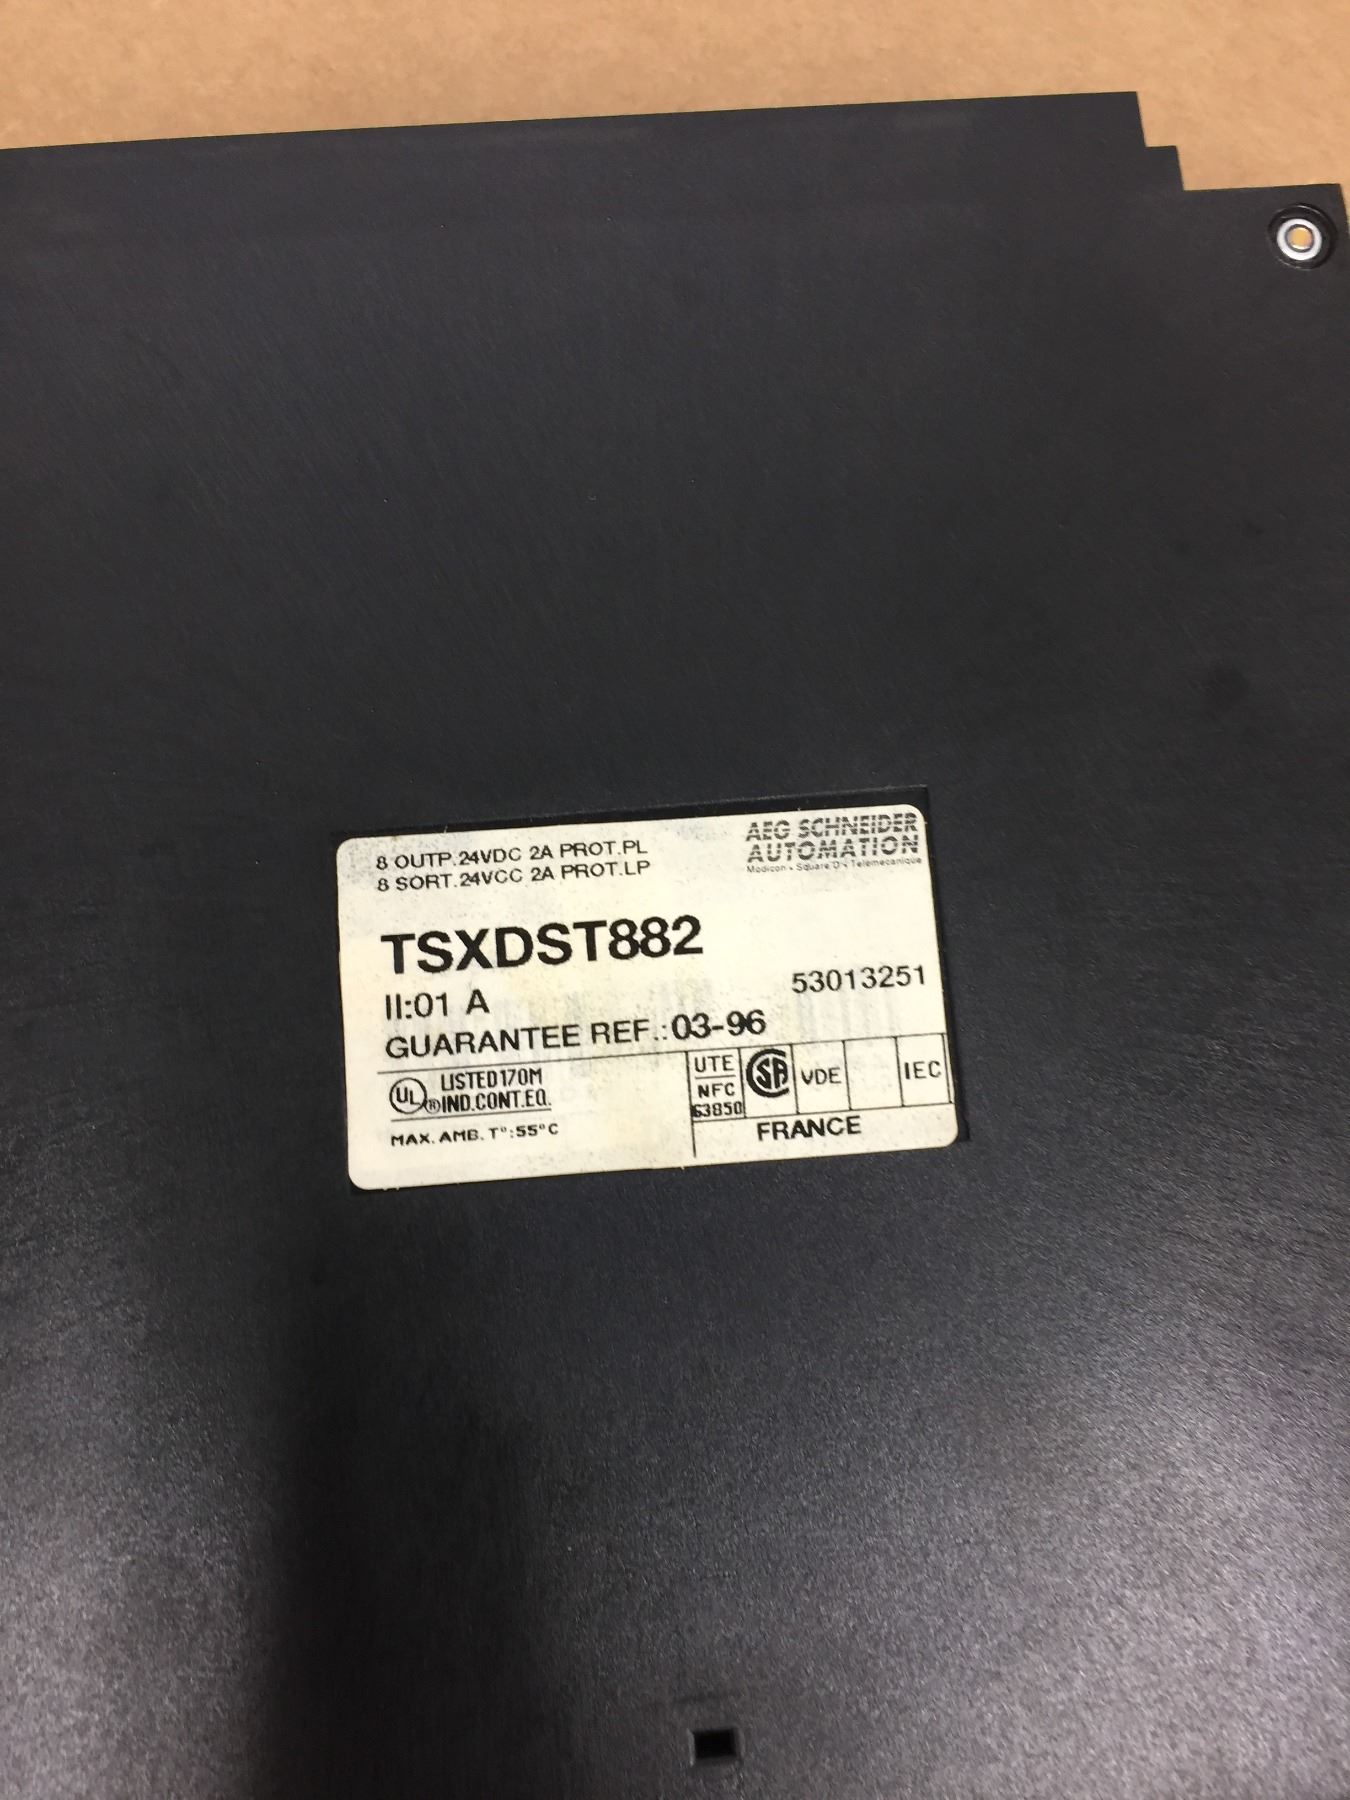 8 OUTP.24VDC 2A PROT.PL
8 SORT.24VCC 2A PROT.LP
AEG SCHNEIDER
AUTOMATION
Modicon • Square D • Telemecanique
TSXDST882
53013251
II:01 A
GUARANTEE REF.:03-96
UL ® LISTED170M
IND.CONT.EQ.
MAX. AMB. T°:55°C
UTE
NFC
63850
SA
VDE
IEC
FRANCE